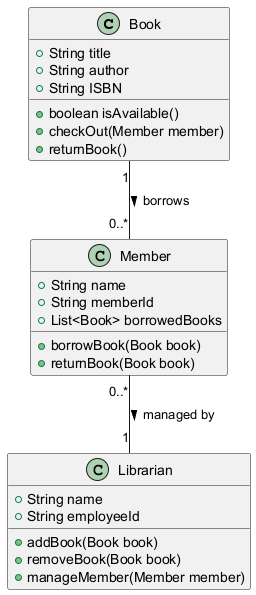 C Book
String title
String author
String ISBN
boolean isAvailable()
checkOut(Member member)
returnBook()
1
borrows
0..*
C Member
String name
String memberId
List<Book> borrowedBooks
borrowBook(Book book)
returnBook(Book book)
0..*
managed by
1
C Librarian
String name
String employeeId
addBook(Book book)
removeBook(Book book)
manageMember(Member member)